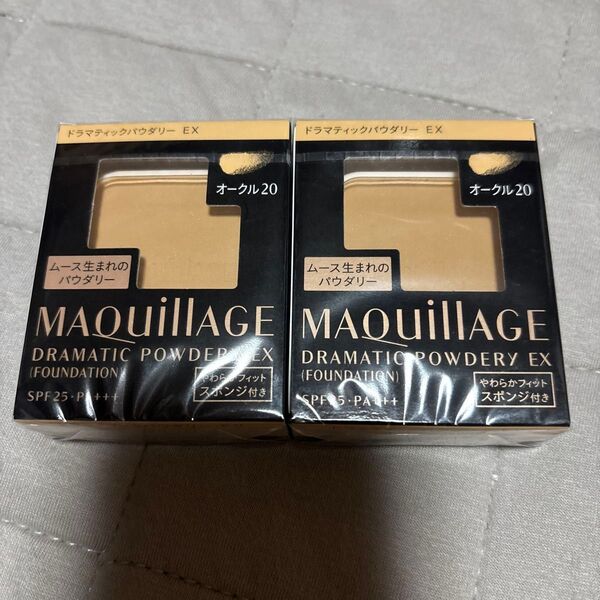 ドラマティックパウダリー EX
オークル20
ムース生まれの
パウダリー
MAQuillAGE
DRAMATIC POWDERY EX
(FOUNDATION)
SPF25・PA+++
やわらかフィット
スポンジ付き
ドラマティックパウダリー EX
オークル20
ムース生まれの
パウダリー
MAQuillAGE
DRAMATIC POWDERY EX
(FOUNDATION)
SPF25・PA+++
やわらかフィット
スポンジ付き